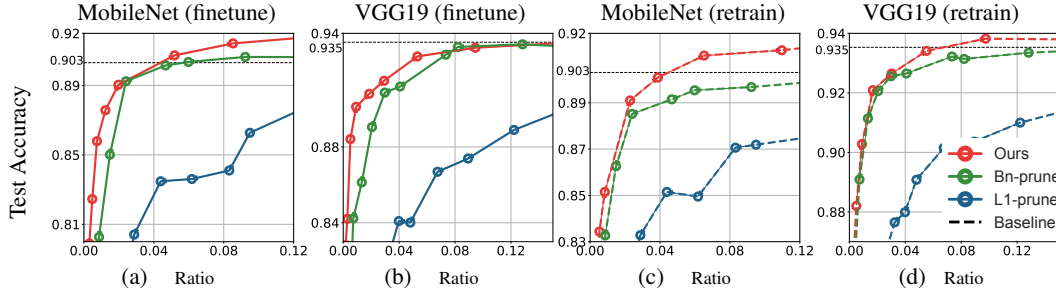 MobileNet (finetune)
VGG19 (finetune)
MobileNet (retrain)
VGG19 (retrain)
Test Accuracy
0.92
0.903
0.89
0.85
0.81
0.00
0.04
0.08
0.12
(a)
Ratio
0.94
0.935
0.88
0.84
0.00
0.04
0.08
0.12
(b)
Ratio
0.92
0.903
0.89
0.87
0.85
0.83
0.00
0.04
0.08
0.12
(c)
Ratio
0.935
0.92
0.90
0.88
0.00
0.04
0.08
0.12
(d)
Ratio
Ours
Bn-prune
L1-prune
Baseline